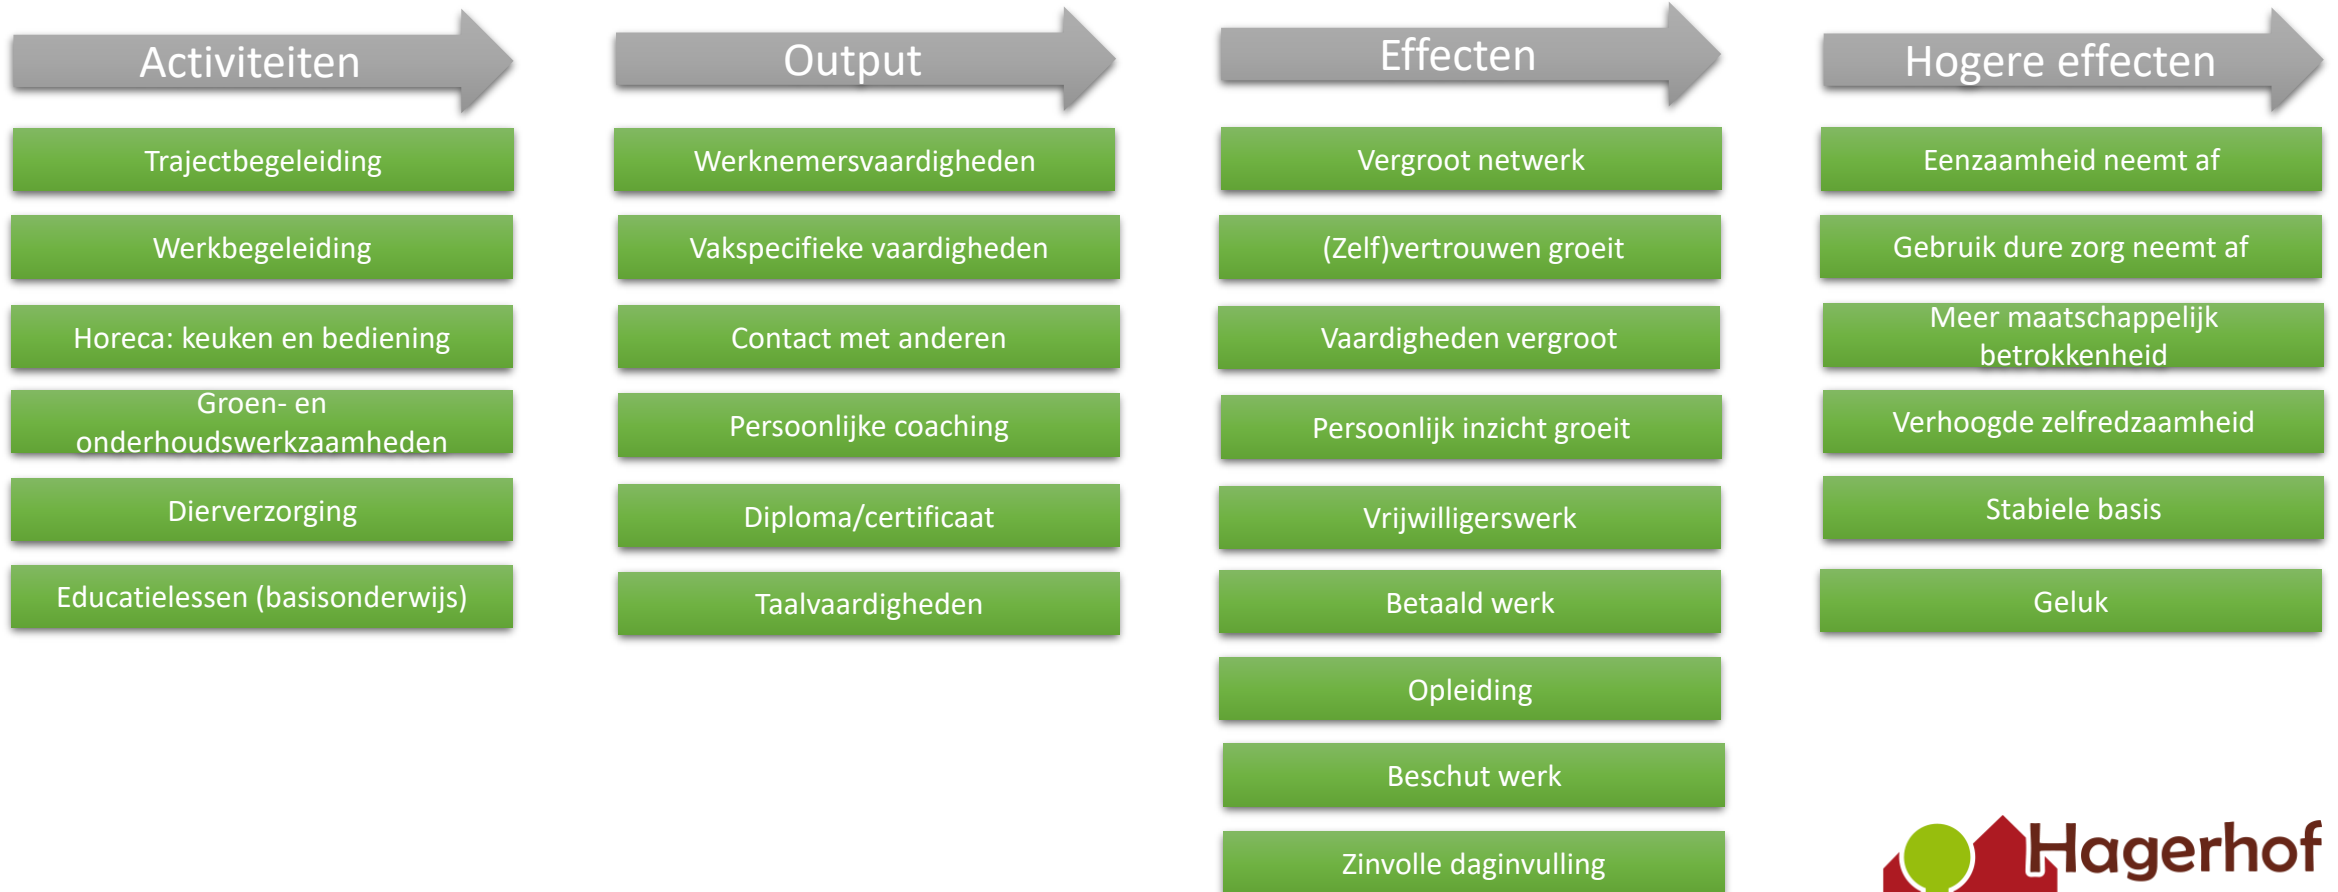 Activiteiten
Trajectbegeleiding
Werkbegeleiding
Horeca: keuken en bediening
Groen- en
onderhoudswerkzaamheden
Dierverzorging
Educatielessen (basisonderwijs)
Output
Werknemersvaardigheden
Vakspecifieke vaardigheden
Contact met anderen
Persoonlijke coaching
Diploma/certificaat
Taalvaardigheden
Effecten
Vergroot netwerk
(Zelf)vertrouwen groeit
Vaardigheden vergroot
Persoonlijk inzicht groeit
Vrijwilligerswerk
Betaald werk
Opleiding
Beschut werk
Zinvolle daginvulling
Hogere effecten
Eenzaamheid neemt af
Gebruik dure zorg neemt af
Meer maatschappelijk
betrokkenheid
Verhoogde zelfredzaamheid
Stabiele basis
Geluk
Hagerhof